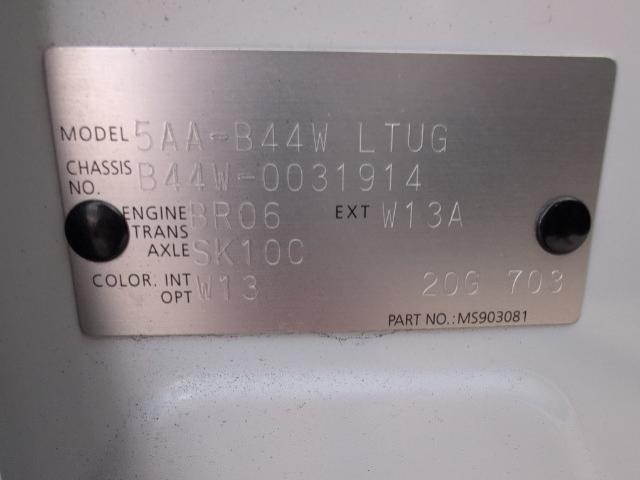 MODEL 5AA-B44W LTUG
CHASSIS NO. B44W-0031914
ENGINE BR06 EXT W13A
TRANS AXLE SK10C
COLOR. INT W13
OPT 20G 703
PART NO.:MS903081